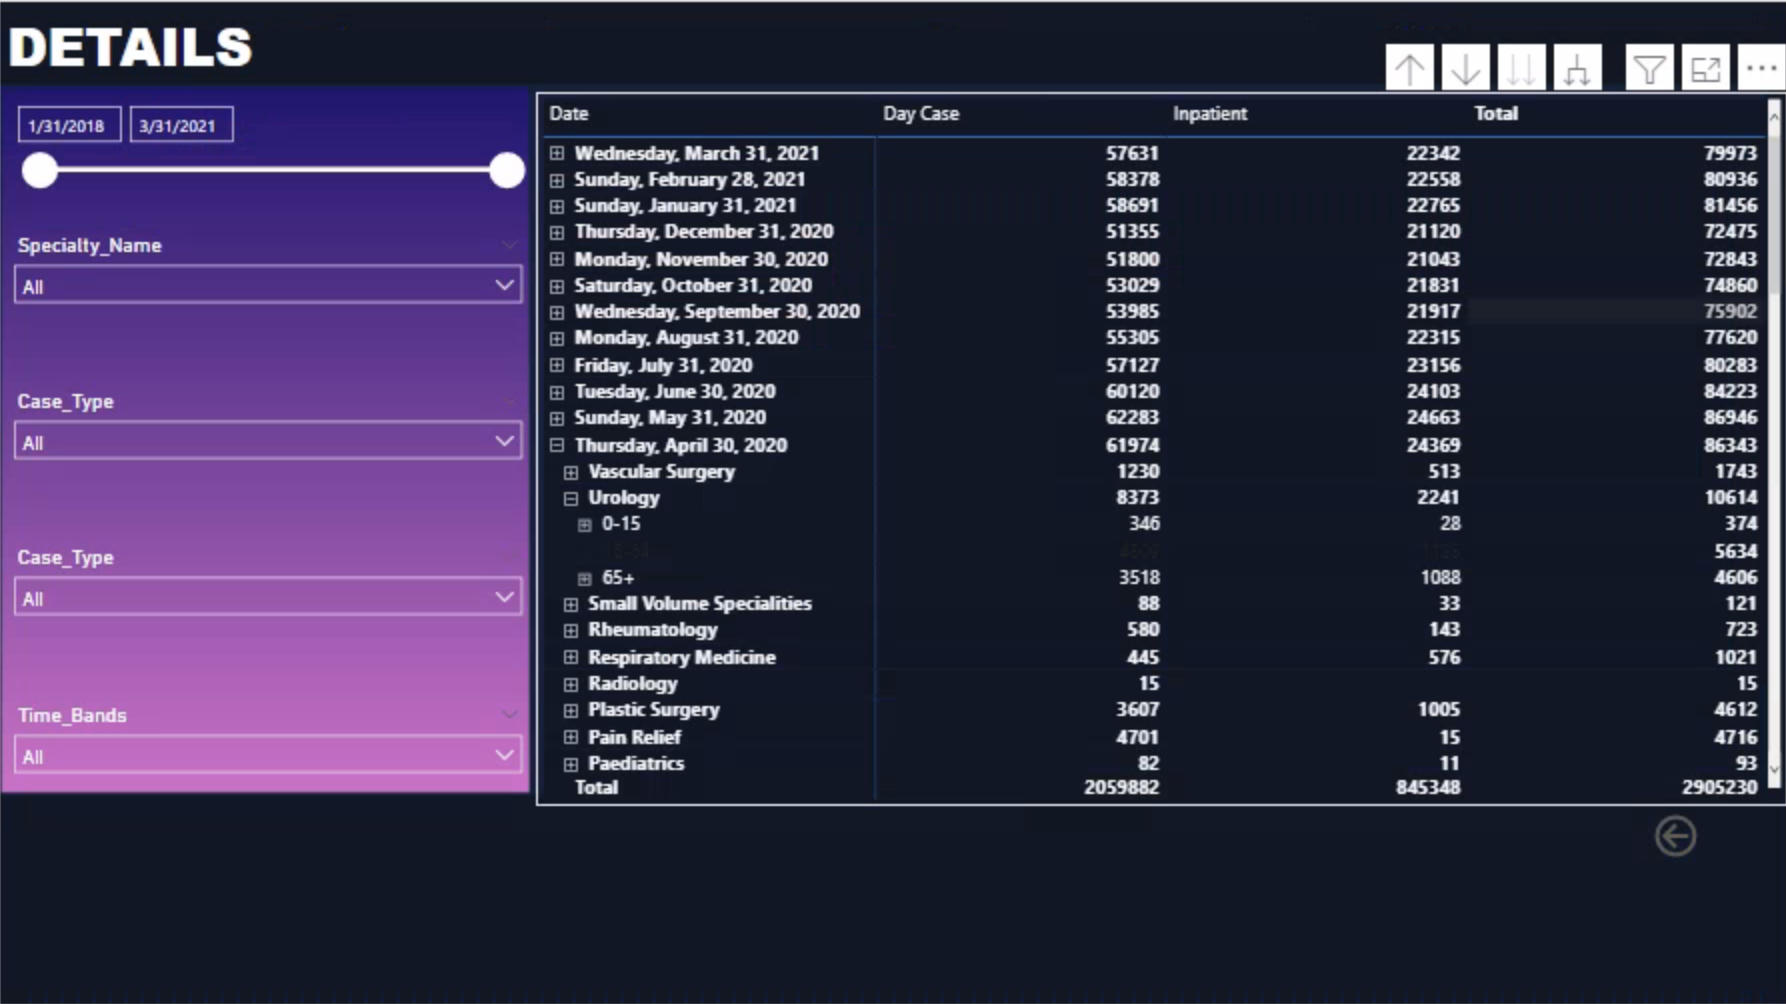 DETAILS
1/31/2018 3/31/2021
Specialty_Name
All
Case_Type
All
Case_Type
All
Time_Bands
All
Date Day Case Inpatient Total
Wednesday, March 31, 2021 57631 22342 79973
Sunday, February 28, 2021 58378 22558 80936
Sunday, January 31, 2021 58691 22765 81456
Thursday, December 31, 2020 51355 21120 72475
Monday, November 30, 2020 51800 21043 72843
Saturday, October 31, 2020 53029 21831 74860
Wednesday, September 30, 2020 53985 21917 75902
Monday, August 31, 2020 55305 22315 77620
Friday, July 31, 2020 57127 23156 80283
Tuesday, June 30, 2020 60120 24103 84223
Sunday, May 31, 2020 62283 24663 86946
Thursday, April 30, 2020 61974 24369 86343
Vascular Surgery 1230 513 1743
Urology 8373 2241 10614
0-15 346 28 374
5634
65+ 3518 1088 4606
Small Volume Specialities 88 33 121
Rheumatology 580 143 723
Respiratory Medicine 445 576 1021
Radiology 15 15
Plastic Surgery 3607 1005 4612
Pain Relief 4701 15 4716
Paediatrics 82 11 93
Total 2059882 845348 2905230